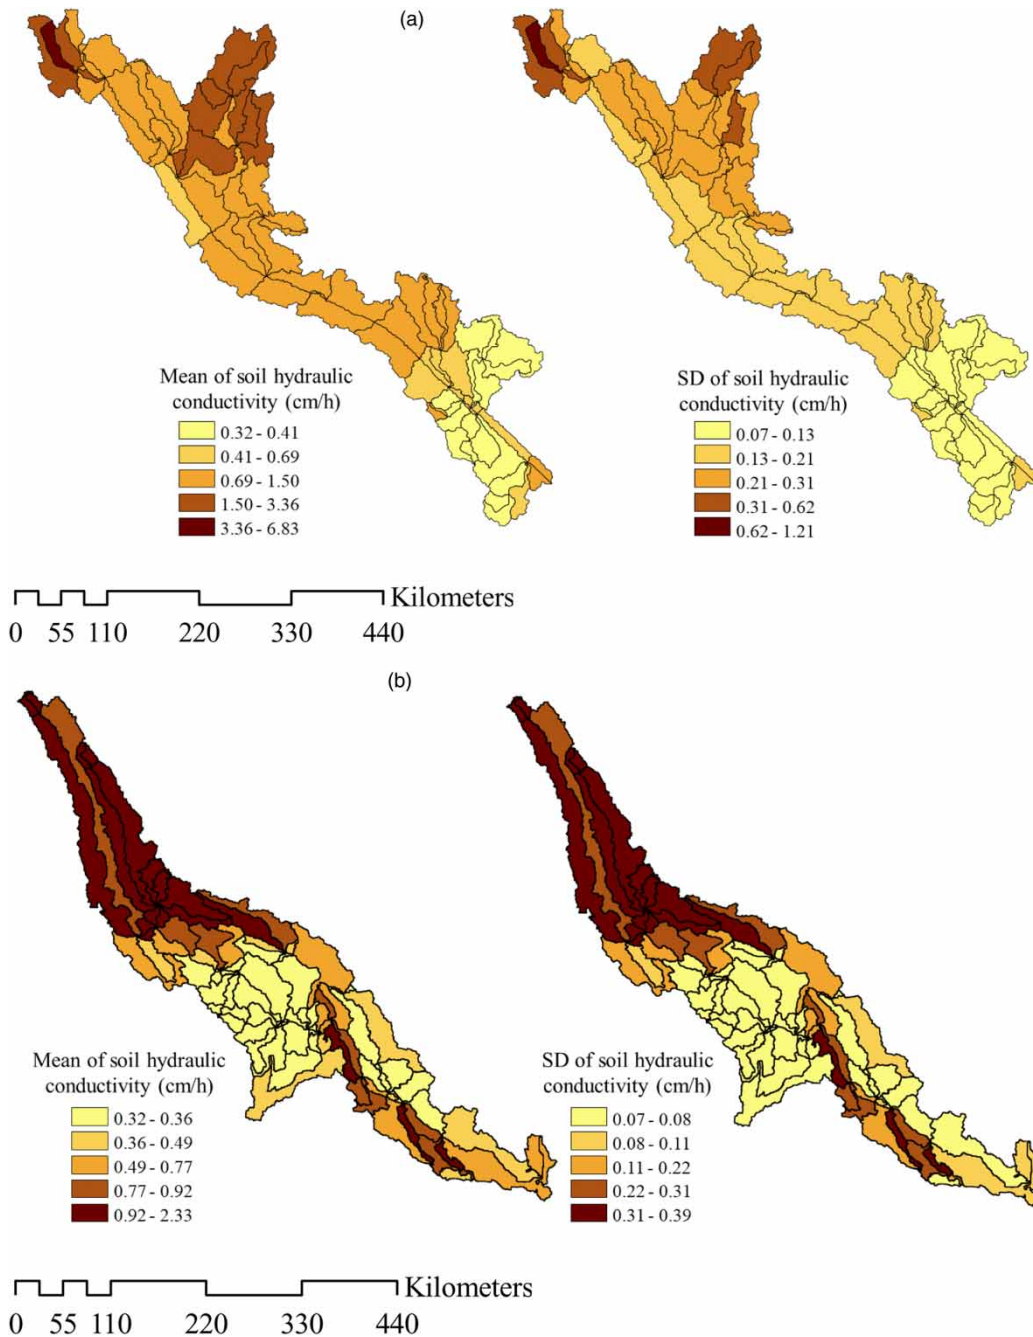 (a)
Mean of soil hydraulic
conductivity (cm/h)
0.32 - 0.41
0.41 - 0.69
0.69 - 1.50
1.50 - 3.36
3.36 - 6.83
SD of soil hydraulic
conductivity (cm/h)
0.07 - 0.13
0.13 - 0.21
0.21 - 0.31
0.31 - 0.62
0.62 - 1.21
Kilometers
0 55 110 220 330 440
(b)
Mean of soil hydraulic
conductivity (cm/h)
0.32 - 0.36
0.36 - 0.49
0.49 - 0.77
0.77 - 0.92
0.92 - 2.33
SD of soil hydraulic
conductivity (cm/h)
0.07 - 0.08
0.08 - 0.11
0.11 - 0.22
0.22 - 0.31
0.31 - 0.39
Kilometers
0 55 110 220 330 440